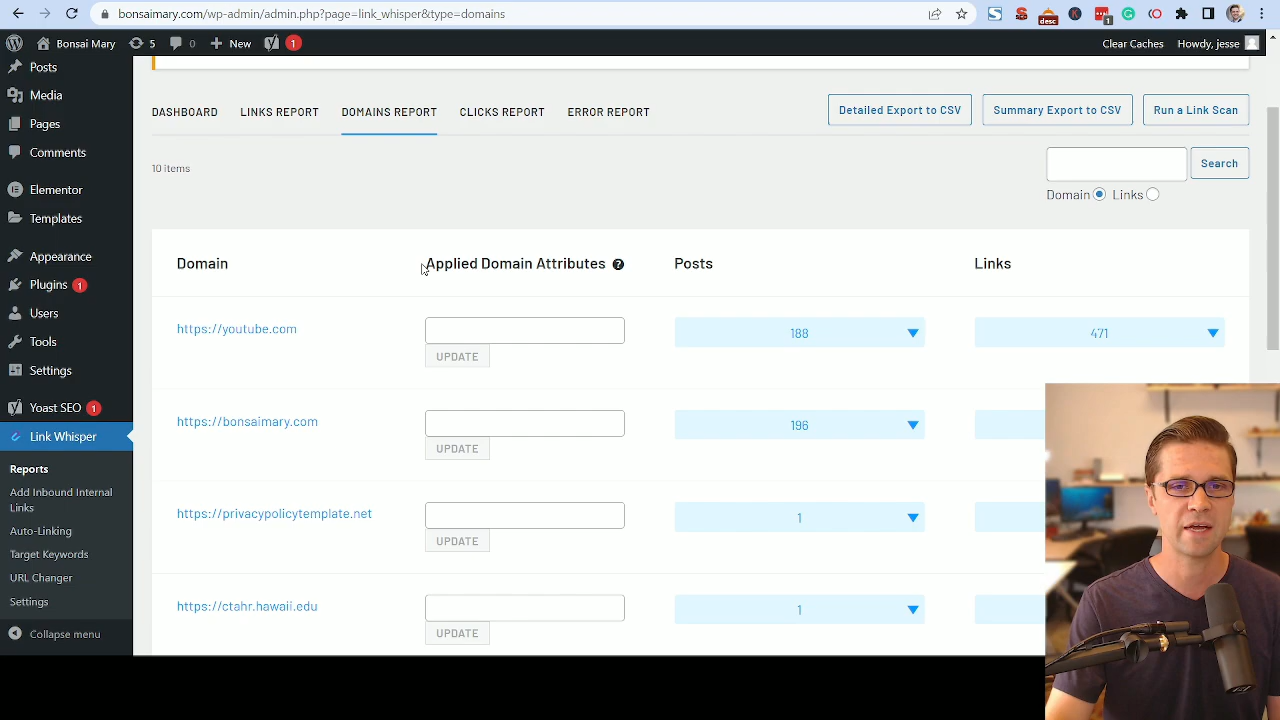 bonsaimary.com/wp-admin/admin.php?page=link_whisper&type=domains
desc
1
Bonsai Mary
5
0
New
1
Clear Caches
Howdy, jesse
Posts
Media
Pages
Comments
Elementor
Templates
Appearance
Plugins 1
Users
Tools
Settings
Yoast SEO 1
Link Whisper
Reports
Add Inbound Internal
Links
Auto-Linking
Target Keywords
URL Changer
Settings
Collapse menu
DASHBOARD
LINKS REPORT
DOMAINS REPORT
CLICKS REPORT
ERROR REPORT
Detailed Export to CSV
Summary Export to CSV
Run a Link Scan
10 items
Search
Domain Links
Domain
Applied Domain Attributes ?
Posts
Links
https://youtube.com
UPDATE
188
471
https://bonsaimary.com
UPDATE
196
https://privacypolicytemplate.net
UPDATE
1
https://ctahr.hawaii.edu
UPDATE
1